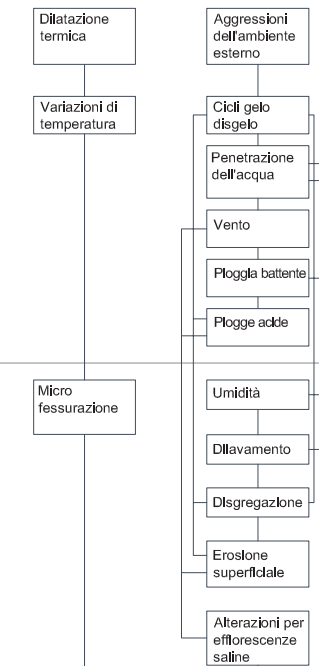 Dilatazione
termica
Variazioni di
temperatura
Micro
fessurazione
Aggressioni
dell'ambiente
esterno
Cicli gelo
disgelo
Penetrazione
dell'acqua
Vento
Pioggia battente
Piogge acide
Umidità
Dilavamento
Disgregazione
Erosione
superficiale
Alterazioni per
efflorescenze
saline